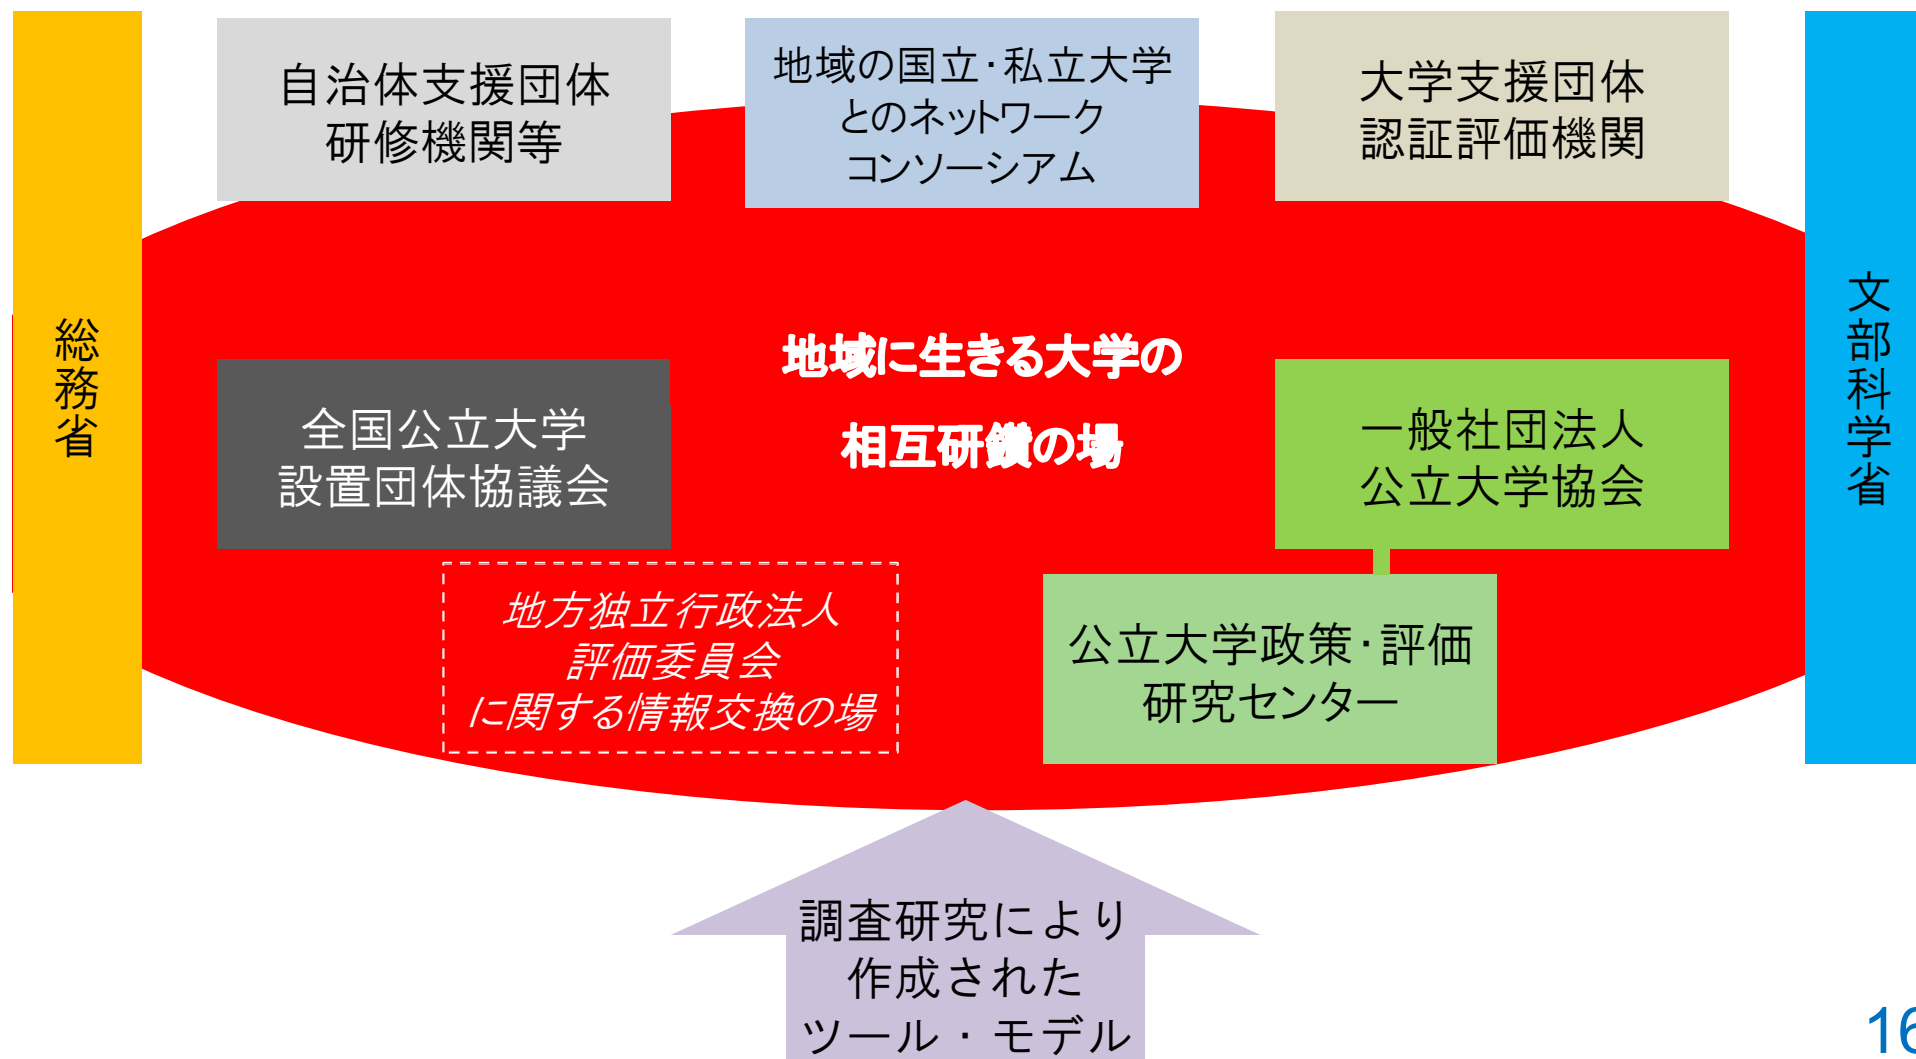 自治体支援団体
研修機関等
地域の国立・私立大学
とのネットワーク
コンソーシアム
大学支援団体
認証評価機関
総務省
文部科学省
地域に生きる大学の
相互研鑽の場
全国公立大学
設置団体協議会
一般社団法人
公立大学協会
地方独立行政法人
評価委員会
に関する情報交換の場
公立大学政策・評価
研究センター
調査研究により
作成された
ツール・モデル
16